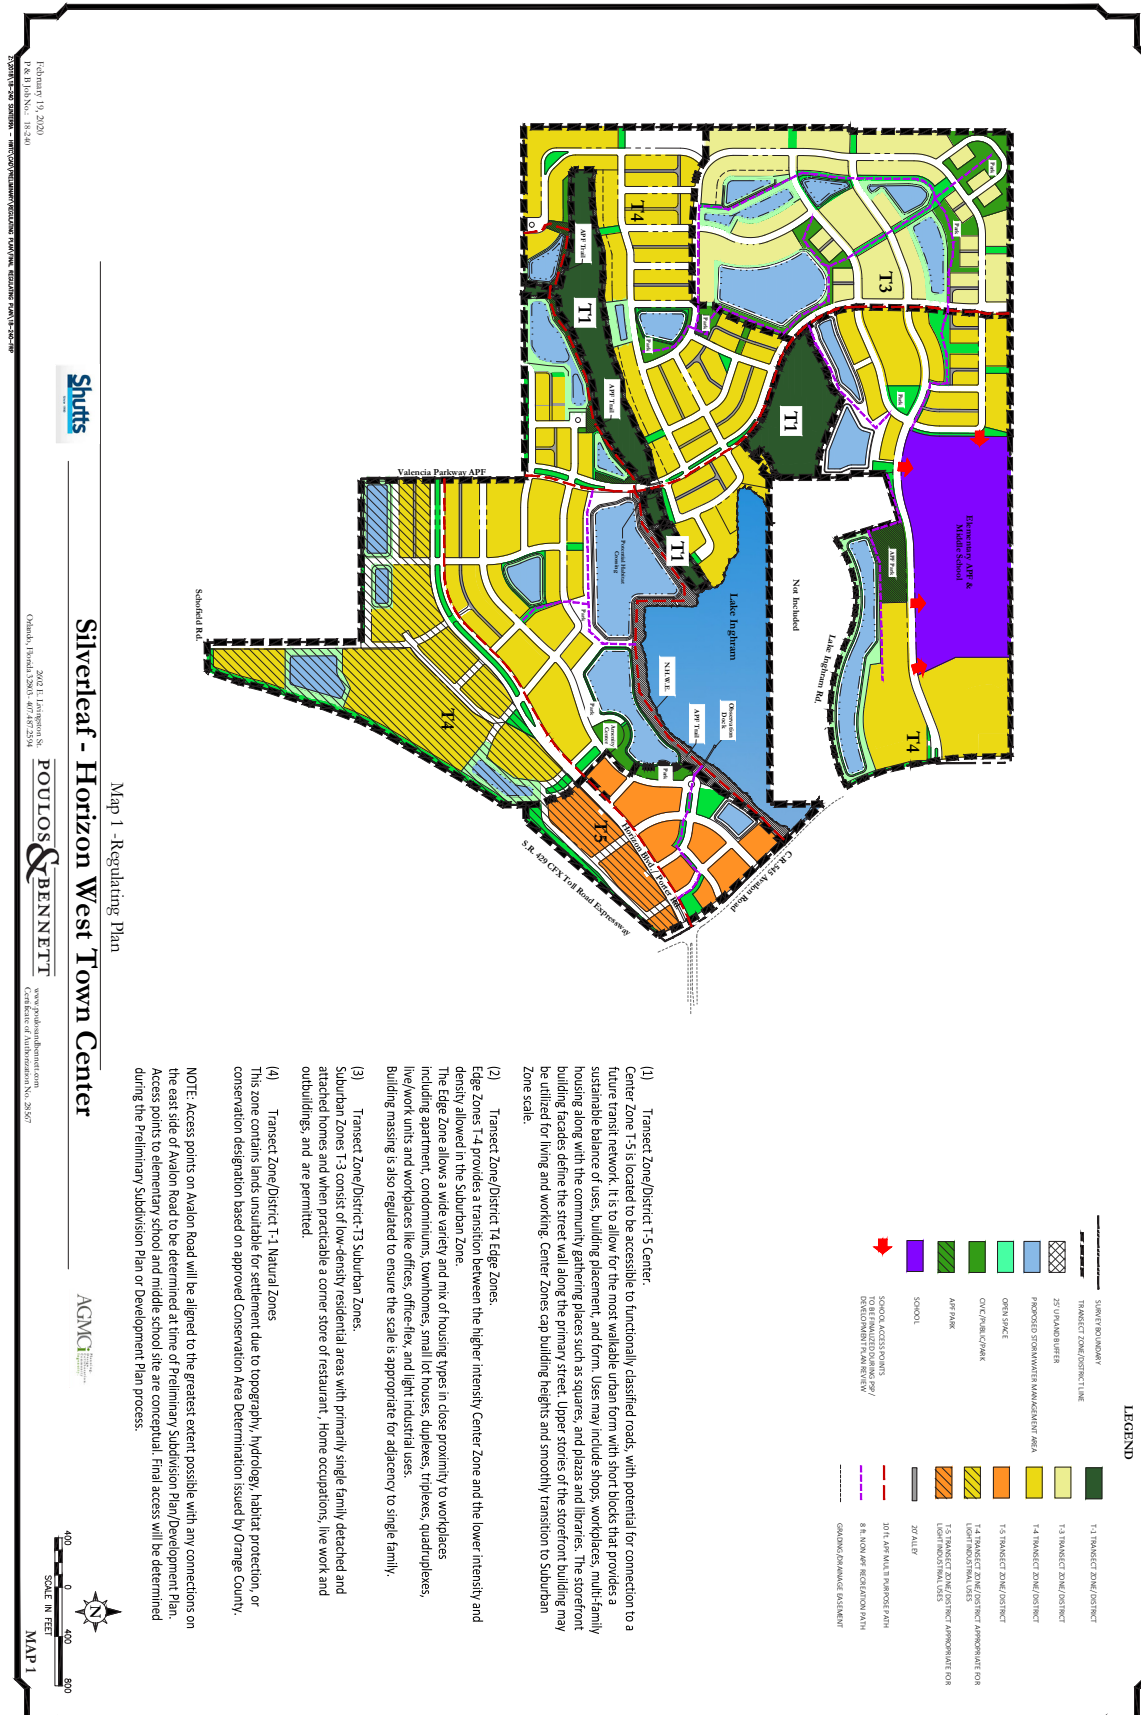 LEGEND
SURVEY BOUNDARY
TRANSECT ZONE/DISTRICT LINE
25' UPLAND BUFFER
PROPOSED STORMWATER MANAGEMENT AREA
OPEN SPACE
CIVIC/PUBLIC/PARK
APF PARK
SCHOOL
SCHOOL ACCESS POINTS
TO BE FINALIZED DURING PSP /
DEVELOPMENT PLAN REVIEW
T-1 TRANSECT ZONE/DISTRICT
T-3 TRANSECT ZONE/DISTRICT
T-4 TRANSECT ZONE/DISTRICT
T-5 TRANSECT ZONE/DISTRICT
T-4 TRANSECT ZONE/DISTRICT APPROPRIATE FOR
LIGHT INDUSTRIAL USES
T-5 TRANSECT ZONE/DISTRICT APPROPRIATE FOR
LIGHT INDUSTRIAL USES
20' ALLEY
10 ft. APF MULTI PURPOSE PATH
8 ft. NON APF RECREATION PATH
GRADING/DRAINAGE EASEMENT
Park
Park
T3
Park
Elementary APF &
Middle School
APF Park
T4
Not Included
Lake Inghram Rd.
T4
APF Trail
T1
Park
Park
APF Trail
T1
Valencia Parkway APF
T1
Potential Habitat
Crossing
Lake Inghram
N.H.W.E.
APF Trail
Observation
Dock
Park
Park
Amenity
Center
Park
T4
T5
Horizon Blvd./ Porter Rd.
C.R. 545 Avalon Road
S.R. 429 CFX Toll Road Expressway
Schofield Rd.
(1) Transect Zone/District T-5 Center.
Center Zone T-5 is located to be accessible to functionally classified roads, with potential for connection to a
future transit network. It is to allow for the most walkable urban form with short blocks that provides a
sustainable balance of uses, building placement, and form. Uses may include shops, workplaces, multi-family
housing along with the community gathering places such as squares, and plazas and libraries. The storefront
building facades define the street wall along the primary street. Upper stories of the storefront building may
be utilized for living and working. Center Zones cap building heights and smoothly transition to Suburban
Zone scale.
(2) Transect Zone/District T4 Edge Zones.
Edge Zones T-4 provides a transition between the higher intensity Center Zone and the lower intensity and
density allowed in the Suburban Zone.
The Edge Zone allows a wide variety and mix of housing types in close proximity to workplaces
including apartment, condominiums, townhomes, small lot houses, duplexes, triplexes, quadruplexes,
live/work units and workplaces like offices, office-flex, and light industrial uses.
Building massing is also regulated to ensure the scale is appropriate for adjacency to single family.
(3) Transect Zone/District-T3 Suburban Zones.
Suburban Zones T-3 consist of low-density residential areas with primarily single family detached and
attached homes and when practicable a corner store of restaurant , Home occupations, live work and
outbuildings, and are permitted.
(4) Transect Zone/District T-1 Natural Zones
This zone contains lands unsuitable for settlement due to topography, hydrology, habitat protection, or
conservation designation based on approved Conservation Area Determination issued by Orange County.
NOTE: Access points on Avalon Road will be aligned to the greatest extent possible with any connections on
the east side of Avalon Road to be determined at time of Preliminary Subdivision Plan/Development Plan.
Access points to elementary school and middle school site are conceptual. Final access will be determined
during the Preliminary Subdivision Plan or Development Plan process.
Map 1 -Regulating Plan
Silverleaf - Horizon West Town Center
Shutts
2602 E. Livingston St.
Orlando, Florida 32803- 407.487.2594
POULOS & BENNETT
www.poulosandbennett.com
Certificate of Authorization No. 28567
AGMCi
N
400 0 400 800
SCALE IN FEET
MAP 1
February 19, 2020
P & B Job No.: 18-240